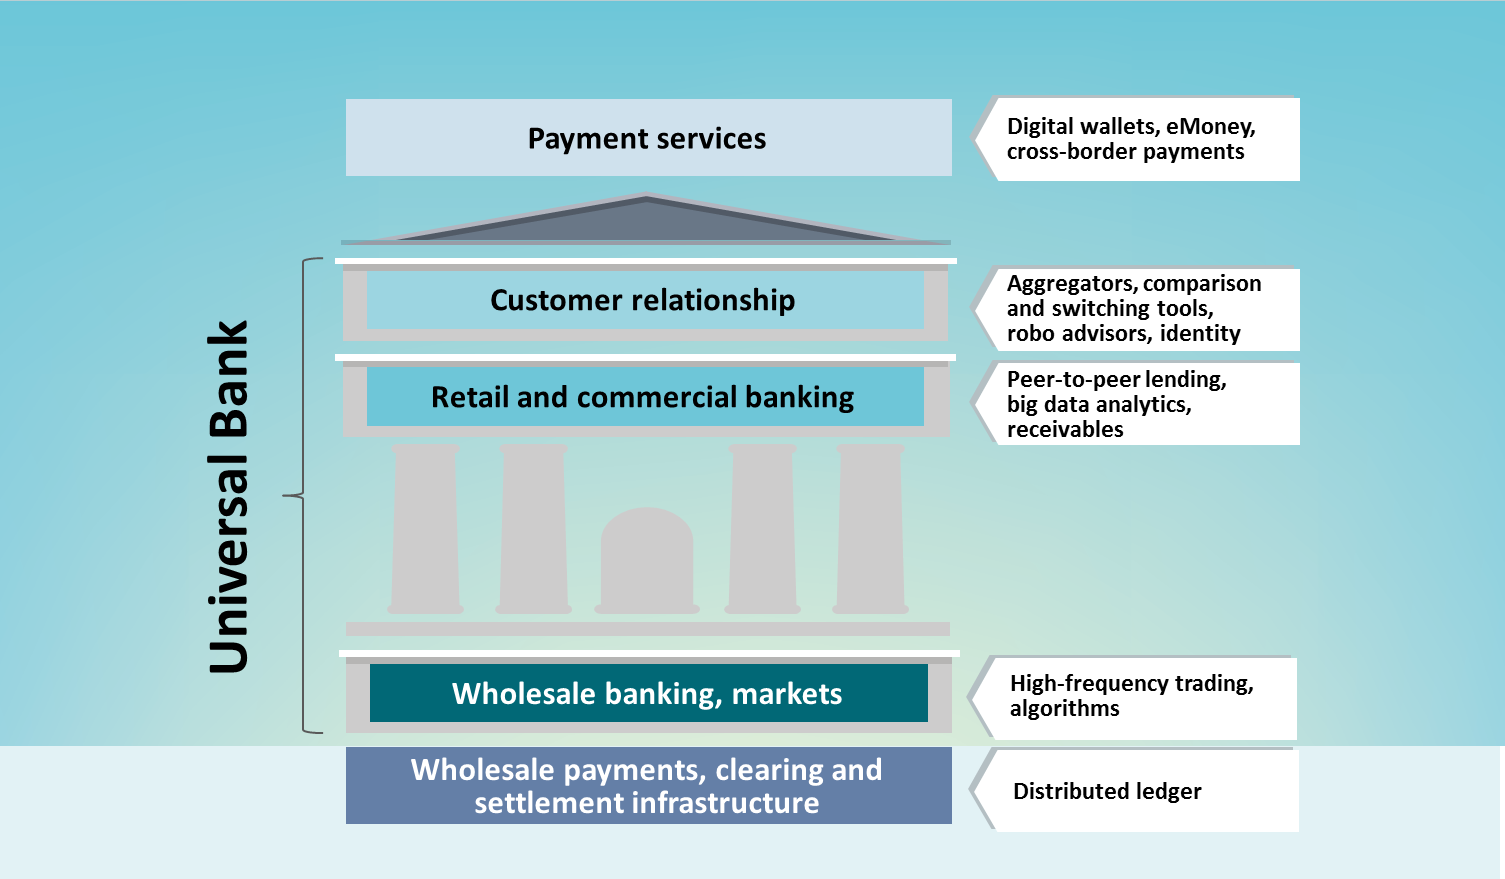 Payment services
Digital wallets, eMoney,
cross-border payments
Universal Bank
Customer relationship
Aggregators, comparison
and switching tools,
robo advisors, identity
Retail and commercial banking
Peer-to-peer lending,
big data analytics,
receivables
Wholesale banking, markets
High-frequency trading,
algorithms
Wholesale payments, clearing and
settlement infrastructure
Distributed ledger